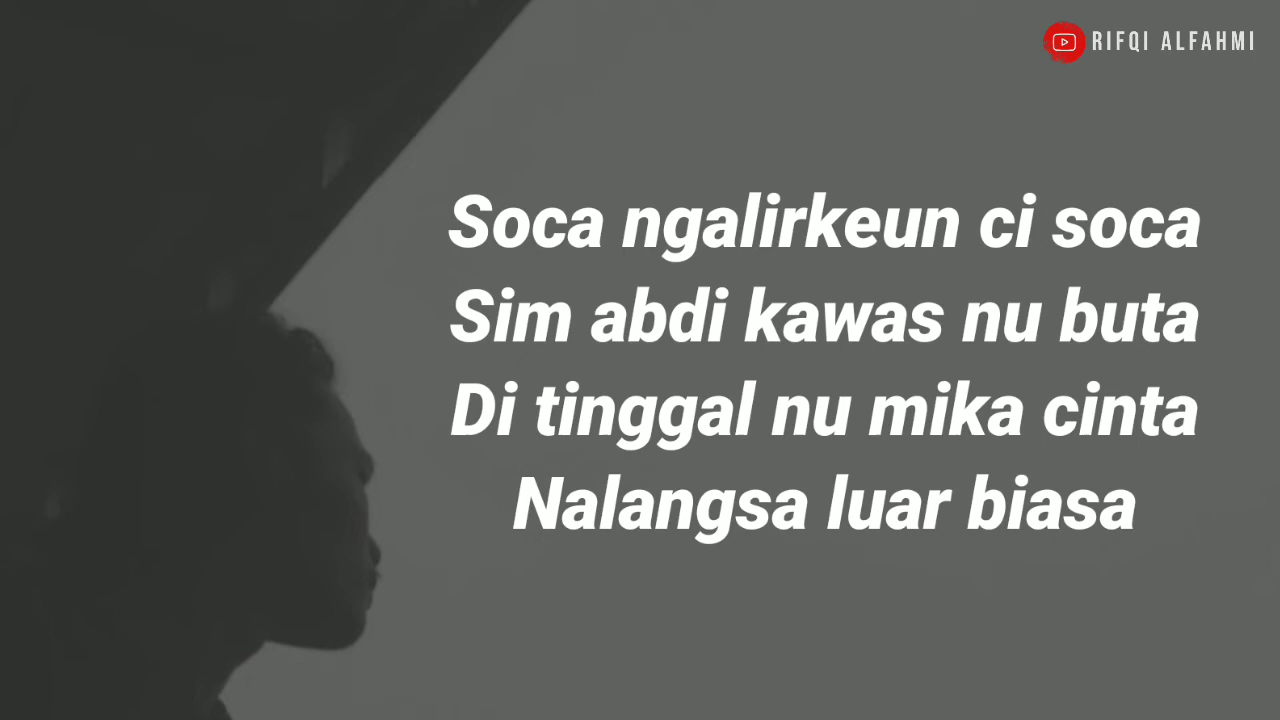 RIFQI ALFAHMI
Soca ngalirkeun ci soca
Sim abdi kawas nu buta
Di tinggal nu mika cinta
Nalangsa luar biasa